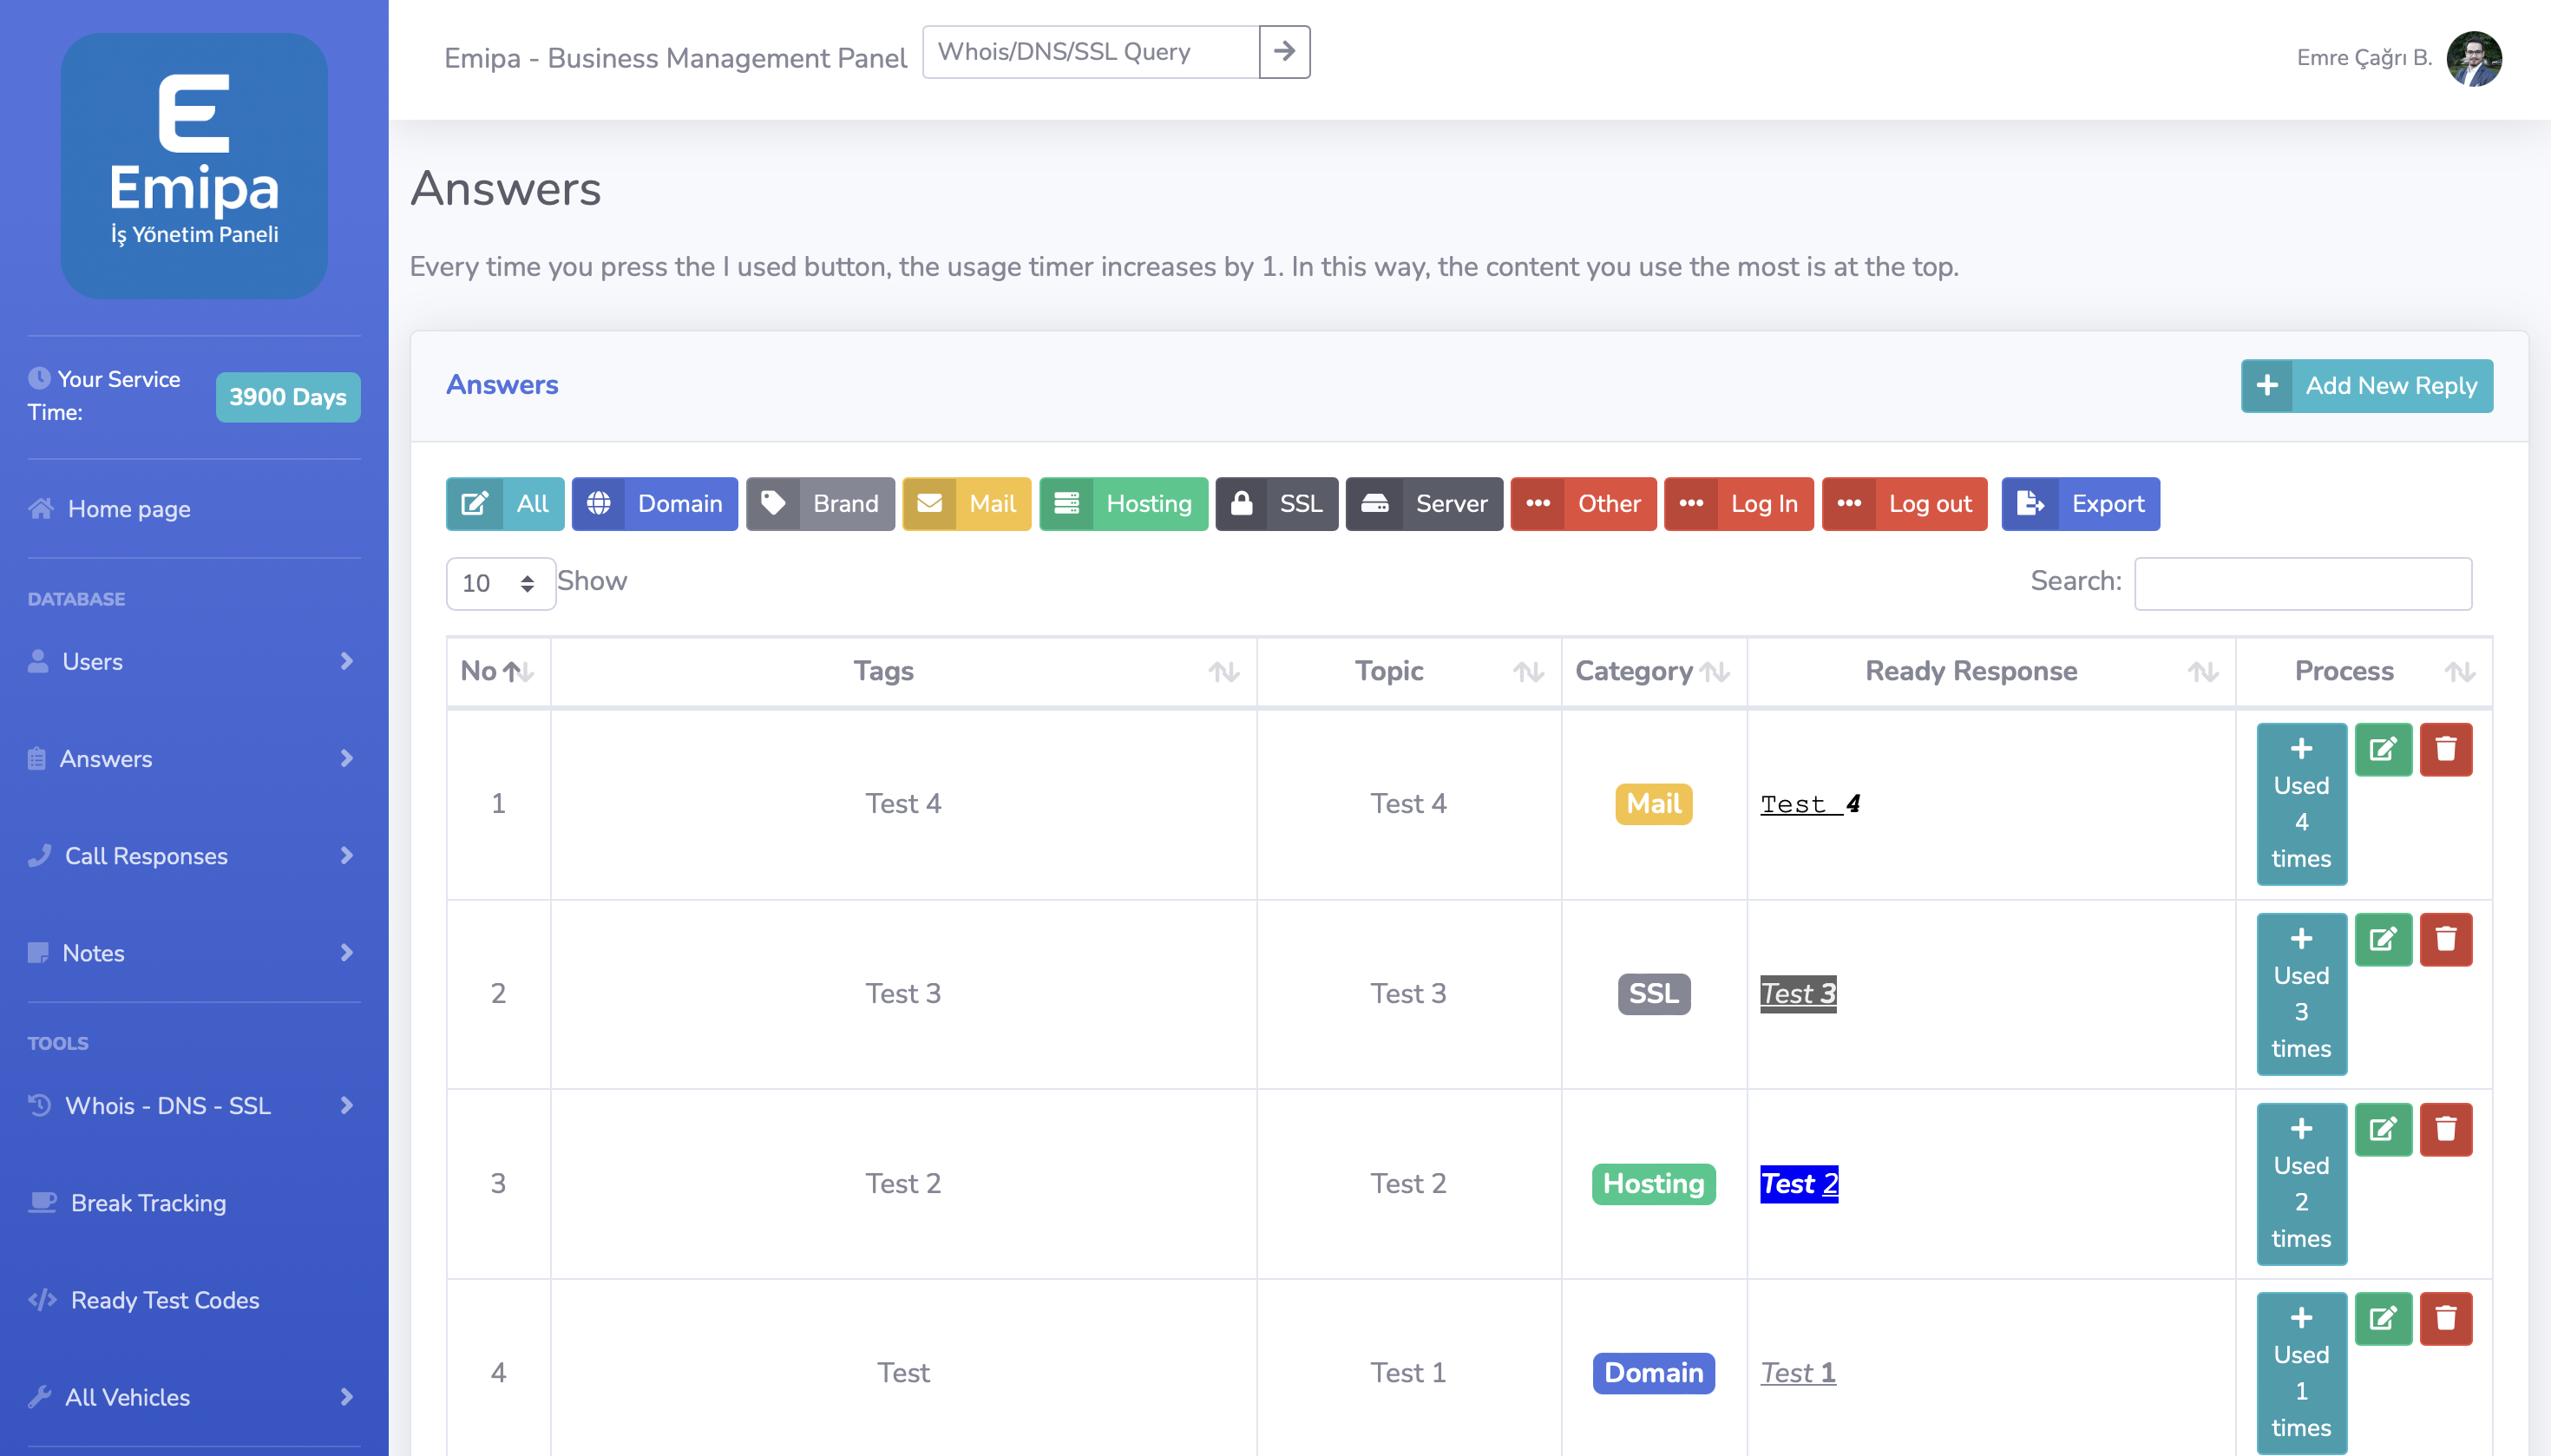 Emipa
İş Yönetim Paneli
Your Service
Time:
3900 Days
Home page
DATABASE
Users
Answers
Call Responses
Notes
TOOLS
Whois - DNS - SSL
Break Tracking
Ready Test Codes
All Vehicles
Emipa - Business Management Panel
Whois/DNS/SSL Query
Emre Çağrı B.
Answers
Every time you press the I used button, the usage timer increases by 1. In this way, the content you use the most is at the top.
Answers
Add New Reply
All Domain Brand Mail Hosting SSL Server Other Log In Log out Export
10 Show
Search:
No Tags Topic Category Ready Response Process
1 Test 4 Test 4 Mail Test 4
Used
4
times
2 Test 3 Test 3 SSL Test 3
Used
3
times
3 Test 2 Test 2 Hosting Test 2
Used
2
times
4 Test Test 1 Domain Test 1
Used
1
times